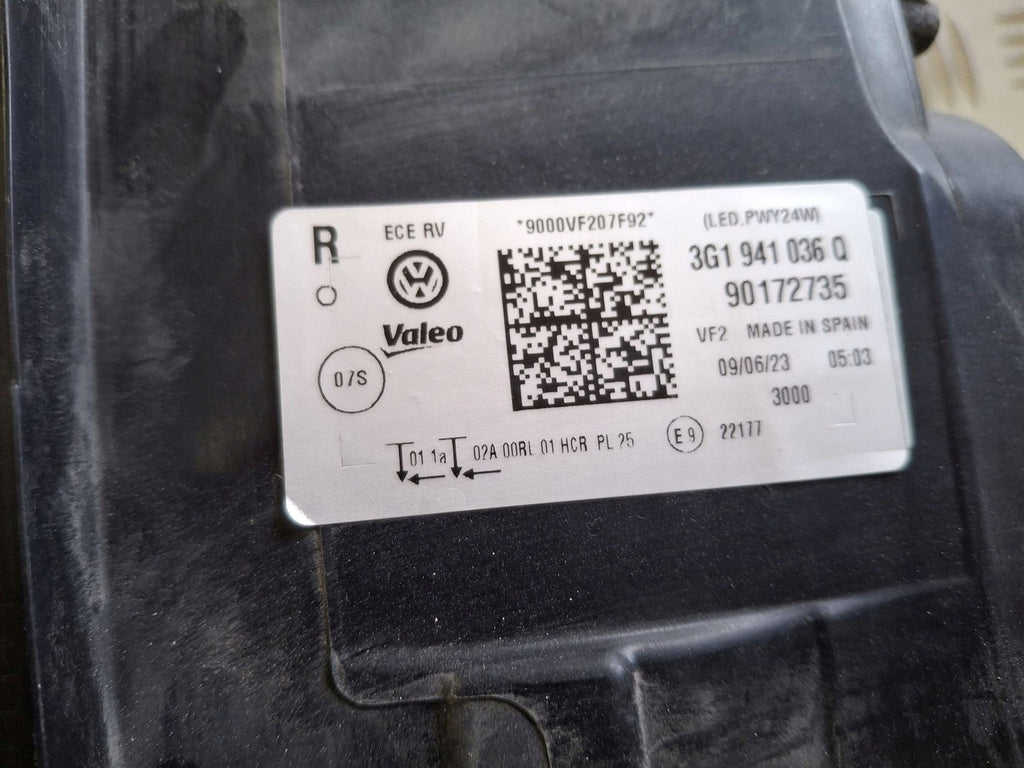 R
ECE RV
*9000VF207F92*
(LED,PWY24W)
3G1 941 036 Q
90172735
Valeo
VF2 MADE IN SPAIN
09/06/23 05:03
3000
07S
01 1a 02A 00RL 01 HCR PL 25
E9 22177